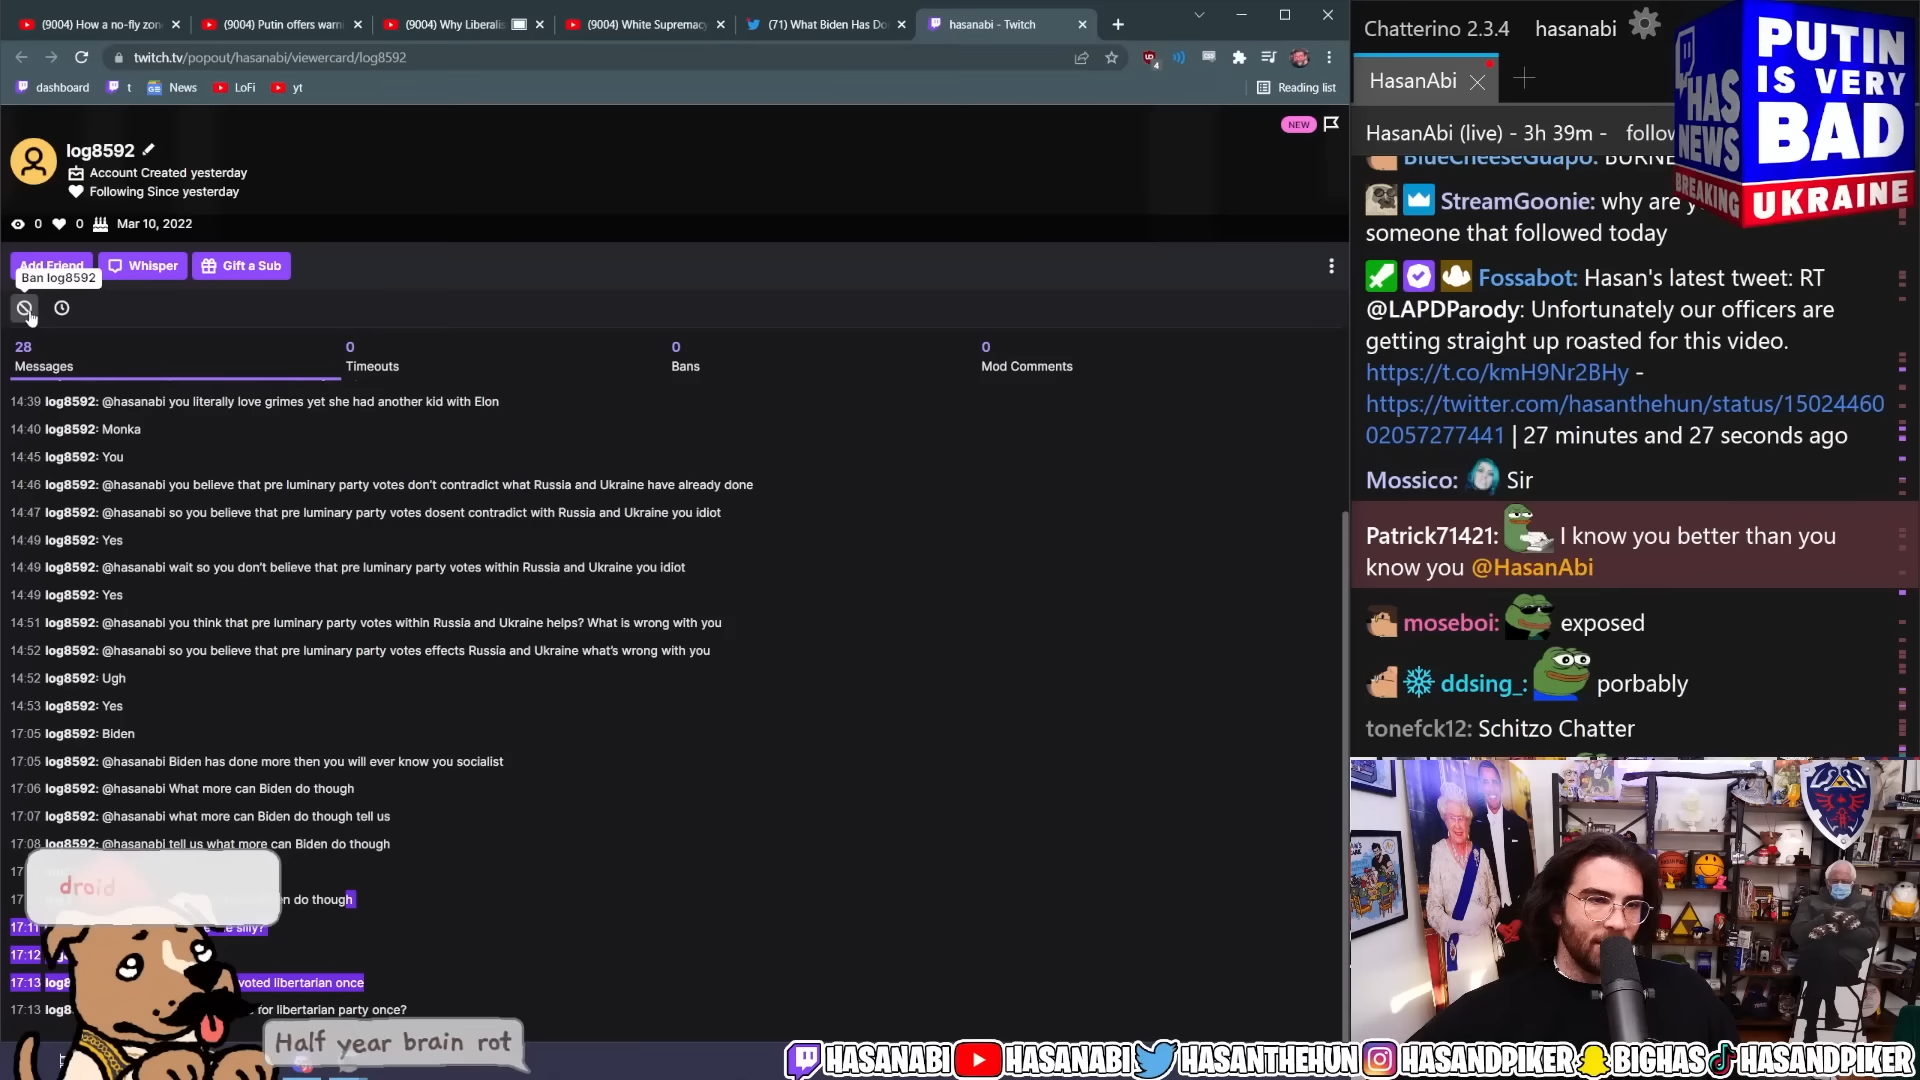 (9004) How a no-fly zon
(9004) Putin offers warni
(9004) Why Liberalis
(9004) White Supremacy
(71) What Biden Has Do
hasanabi - Twitch
twitch.tv/popout/hasanabi/viewercard/log8592
4
dashboard
t
News
LoFi
yt
Reading list
NEW
log8592
Account Created yesterday
Following Since yesterday
0
0
Mar 10, 2022
Add Friend
Whisper
Gift a Sub
Ban log8592
28
Messages
0
Timeouts
0
Bans
0
Mod Comments
14:39 log8592: @hasanabi you literally love grimes yet she had another kid with Elon
14:40 log8592: Monka
14:45 log8592: You
14:46 log8592: @hasanabi you believe that pre luminary party votes don't contradict what Russia and Ukraine have already done
14:47 log8592: @hasanabi so you believe that pre luminary party votes dosent contradict with Russia and Ukraine you idiot
14:49 log8592: Yes
14:49 log8592: @hasanabi wait so you don't believe that pre luminary party votes within Russia and Ukraine you idiot
14:49 log8592: Yes
14:51 log8592: @hasanabi you think that pre luminary party votes within Russia and Ukraine helps? What is wrong with you
14:52 log8592: @hasanabi so you believe that pre luminary party votes effects Russia and Ukraine what's wrong with you
14:52 log8592: Ugh
14:53 log8592: Yes
17:05 log8592: Biden
17:05 log8592: @hasanabi Biden has done more then you will ever know you socialist
17:06 log8592: @hasanabi What more can Biden do though
17:07 log8592: @hasanabi what more can Biden do though tell us
17:08 log8592: @hasanabi tell us what more can Biden do though
17
17
do though
17:11
silly?
17:12
17:13 log8
voted libertarian once
17:13 log8
for libertarian party once?
droid
Half year brain rot
Chatterino 2.3.4
hasanabi
HasanAbi
HasanAbi (live) - 3h 39m -
BlueCheeseGuapo: BURNE
StreamGoonie: why are y
someone that followed today
Fossabot: Hasan's latest tweet: RT
@LAPDParody: Unfortunately our officers are
getting straight up roasted for this video.
https://t.co/kmH9Nr2BHy -
https://twitter.com/hasanthehun/status/15024460
02057277441 | 27 minutes and 27 seconds ago
Mossico: Sir
Patrick71421: I know you better than you
know you @HasanAbi
moseboi: exposed
ddsing_: porbably
tonefck12: Schitzo Chatter
HAS
NEWS
BREAKING
PUTIN
IS VERY
BAD
UKRAINE
HASANABI
HASANABI
HASANTHEHUN
HASANDPIKER
BIGHAS
HASANDPIKER